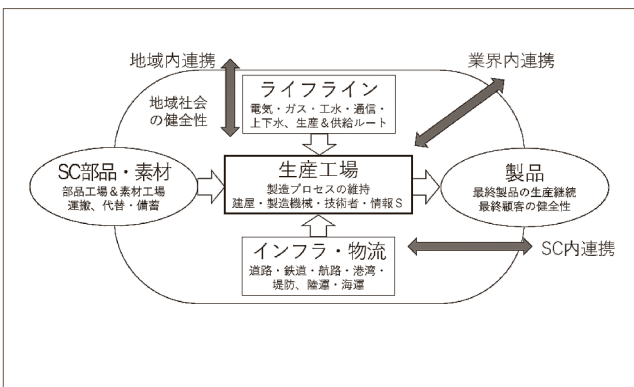 地域内連携
業界内連携
地域社会
の健全性
ライフライン
電気・ガス・工水・通信・
上下水、生産＆供給ルート
SC部品・素材
部品工場＆素材工場
運搬、代替・備蓄
生産工場
製造プロセスの維持
建屋・製造機械・技術者・情報S
製品
最終製品の生産継続
最終顧客の健全性
インフラ・物流
道路・鉄道・航路・港湾・
堤防、陸運・海運
SC内連携